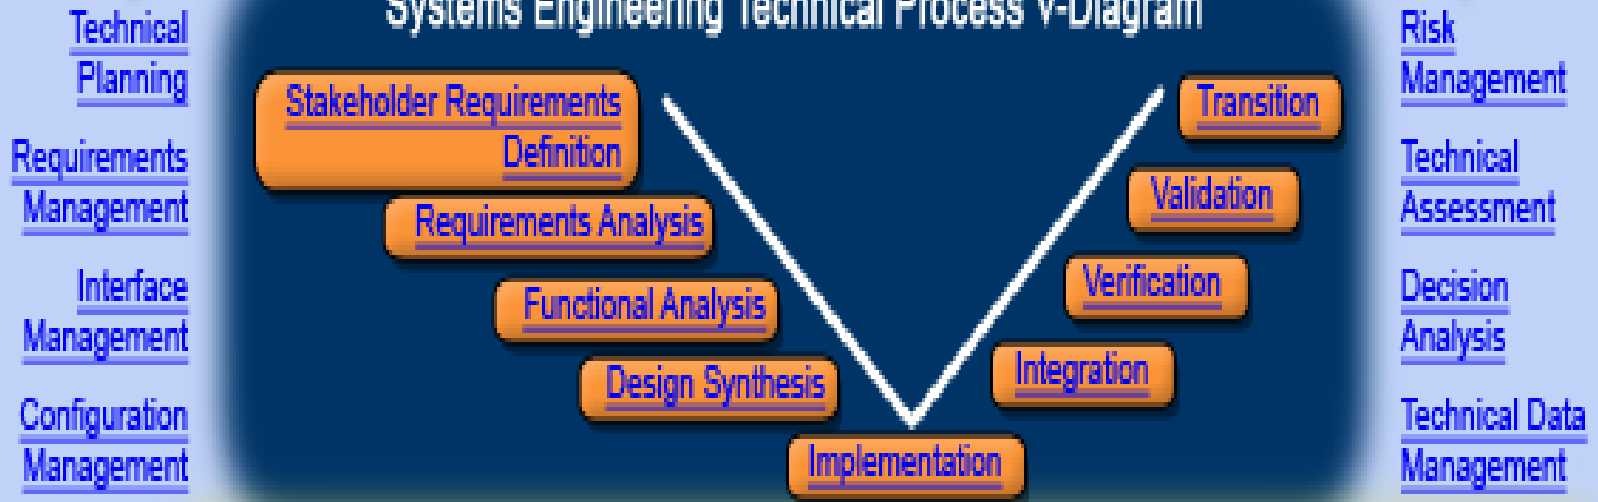 Systems Engineering Technical Process V-Diagram
Technical
Planning
Requirements
Management
Interface
Management
Configuration
Management
Stakeholder Requirements
Definition
Requirements Analysis
Functional Analysis
Design Synthesis
Implementation
Integration
Verification
Validation
Transition
Risk
Management
Technical
Assessment
Decision
Analysis
Technical Data
Management